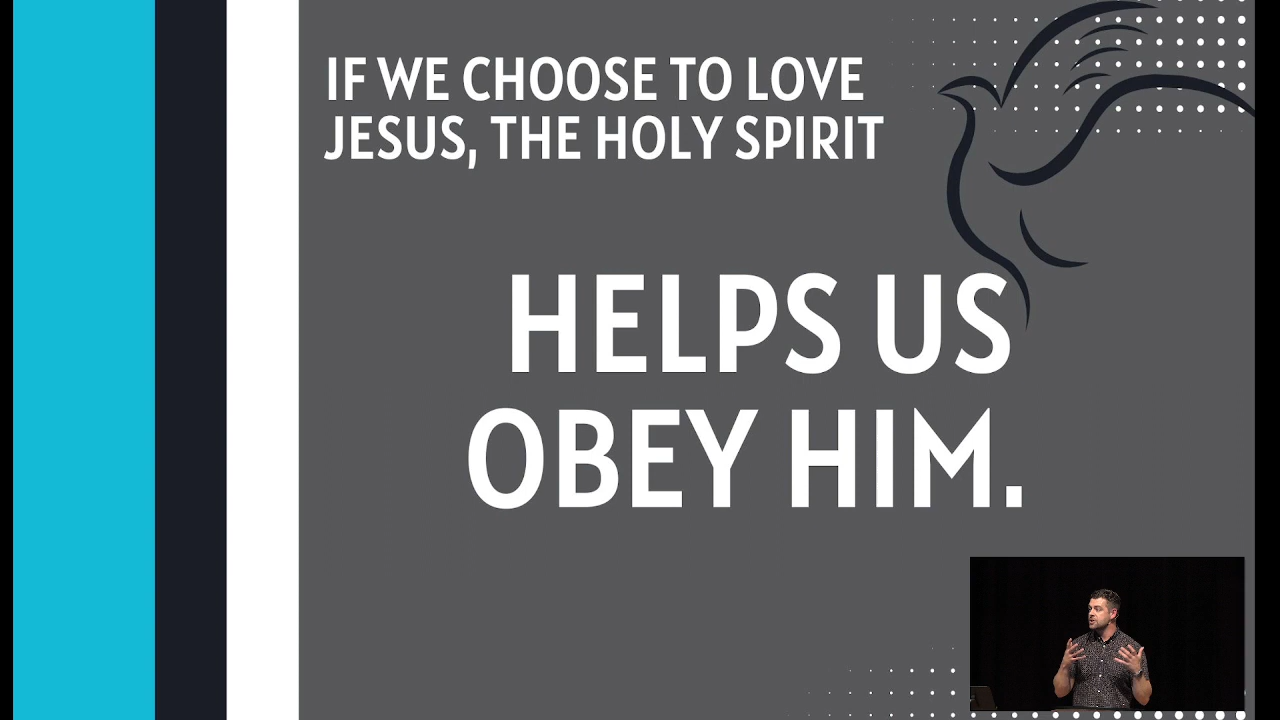 IF WE CHOOSE TO LOVE
JESUS, THE HOLY SPIRIT
HELPS US
OBEY HIM.